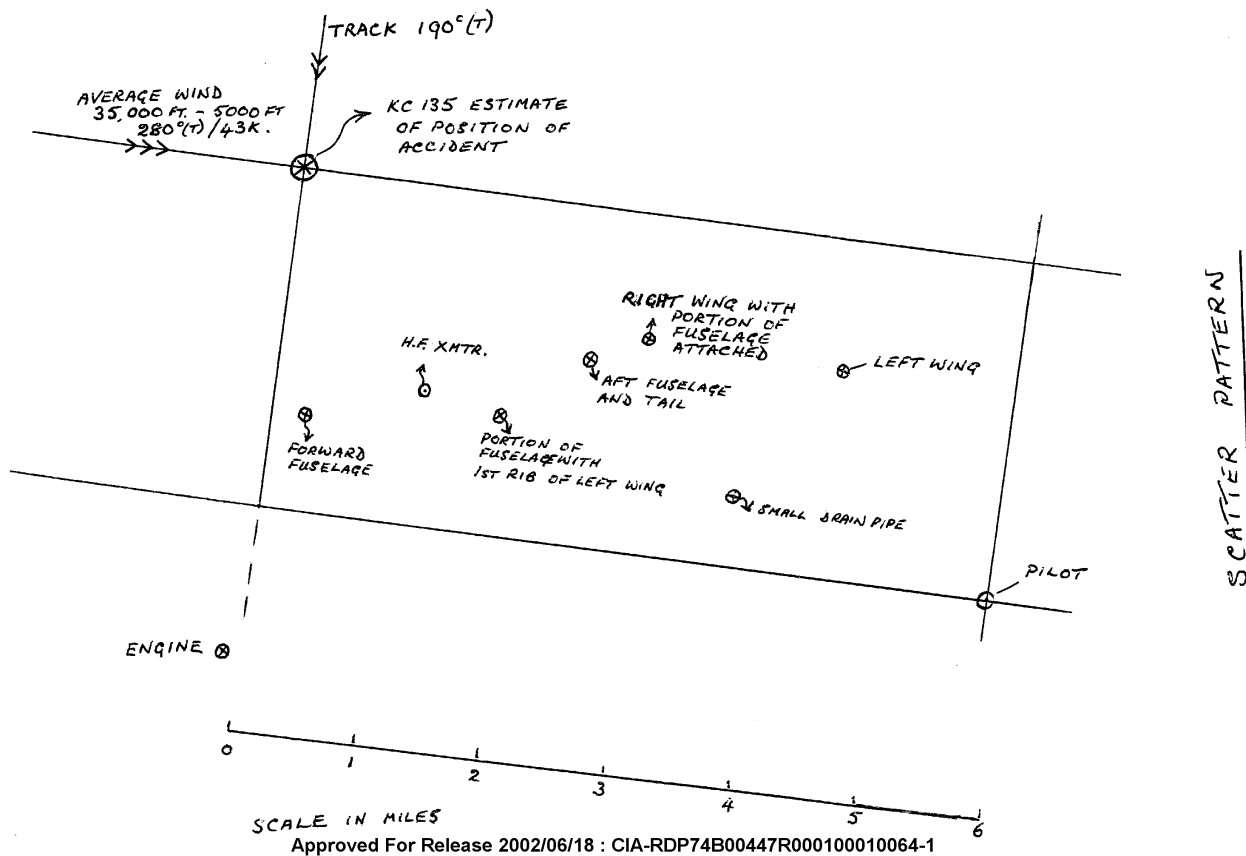 TRACK 190°(T)
AVERAGE WIND
35,000 FT. - 5000 FT
280°(T)/43K.
KC 135 ESTIMATE
OF POSITION OF
ACCIDENT
RIGHT WING WITH
PORTION OF
FUSELAGE
ATTACHED
H.F. XMTR.
LEFT WING
AFT FUSELAGE
AND TAIL
FORWARD
FUSELAGE
PORTION OF
FUSELAGE WITH
1ST RIB OF LEFT WING
SMALL DRAIN PIPE
PILOT
ENGINE
0 1 2 3 4 5 6
SCALE IN MILES
SCATTER PATTERN
Approved For Release 2002/06/18 : CIA-RDP74B00447R000100010064-1